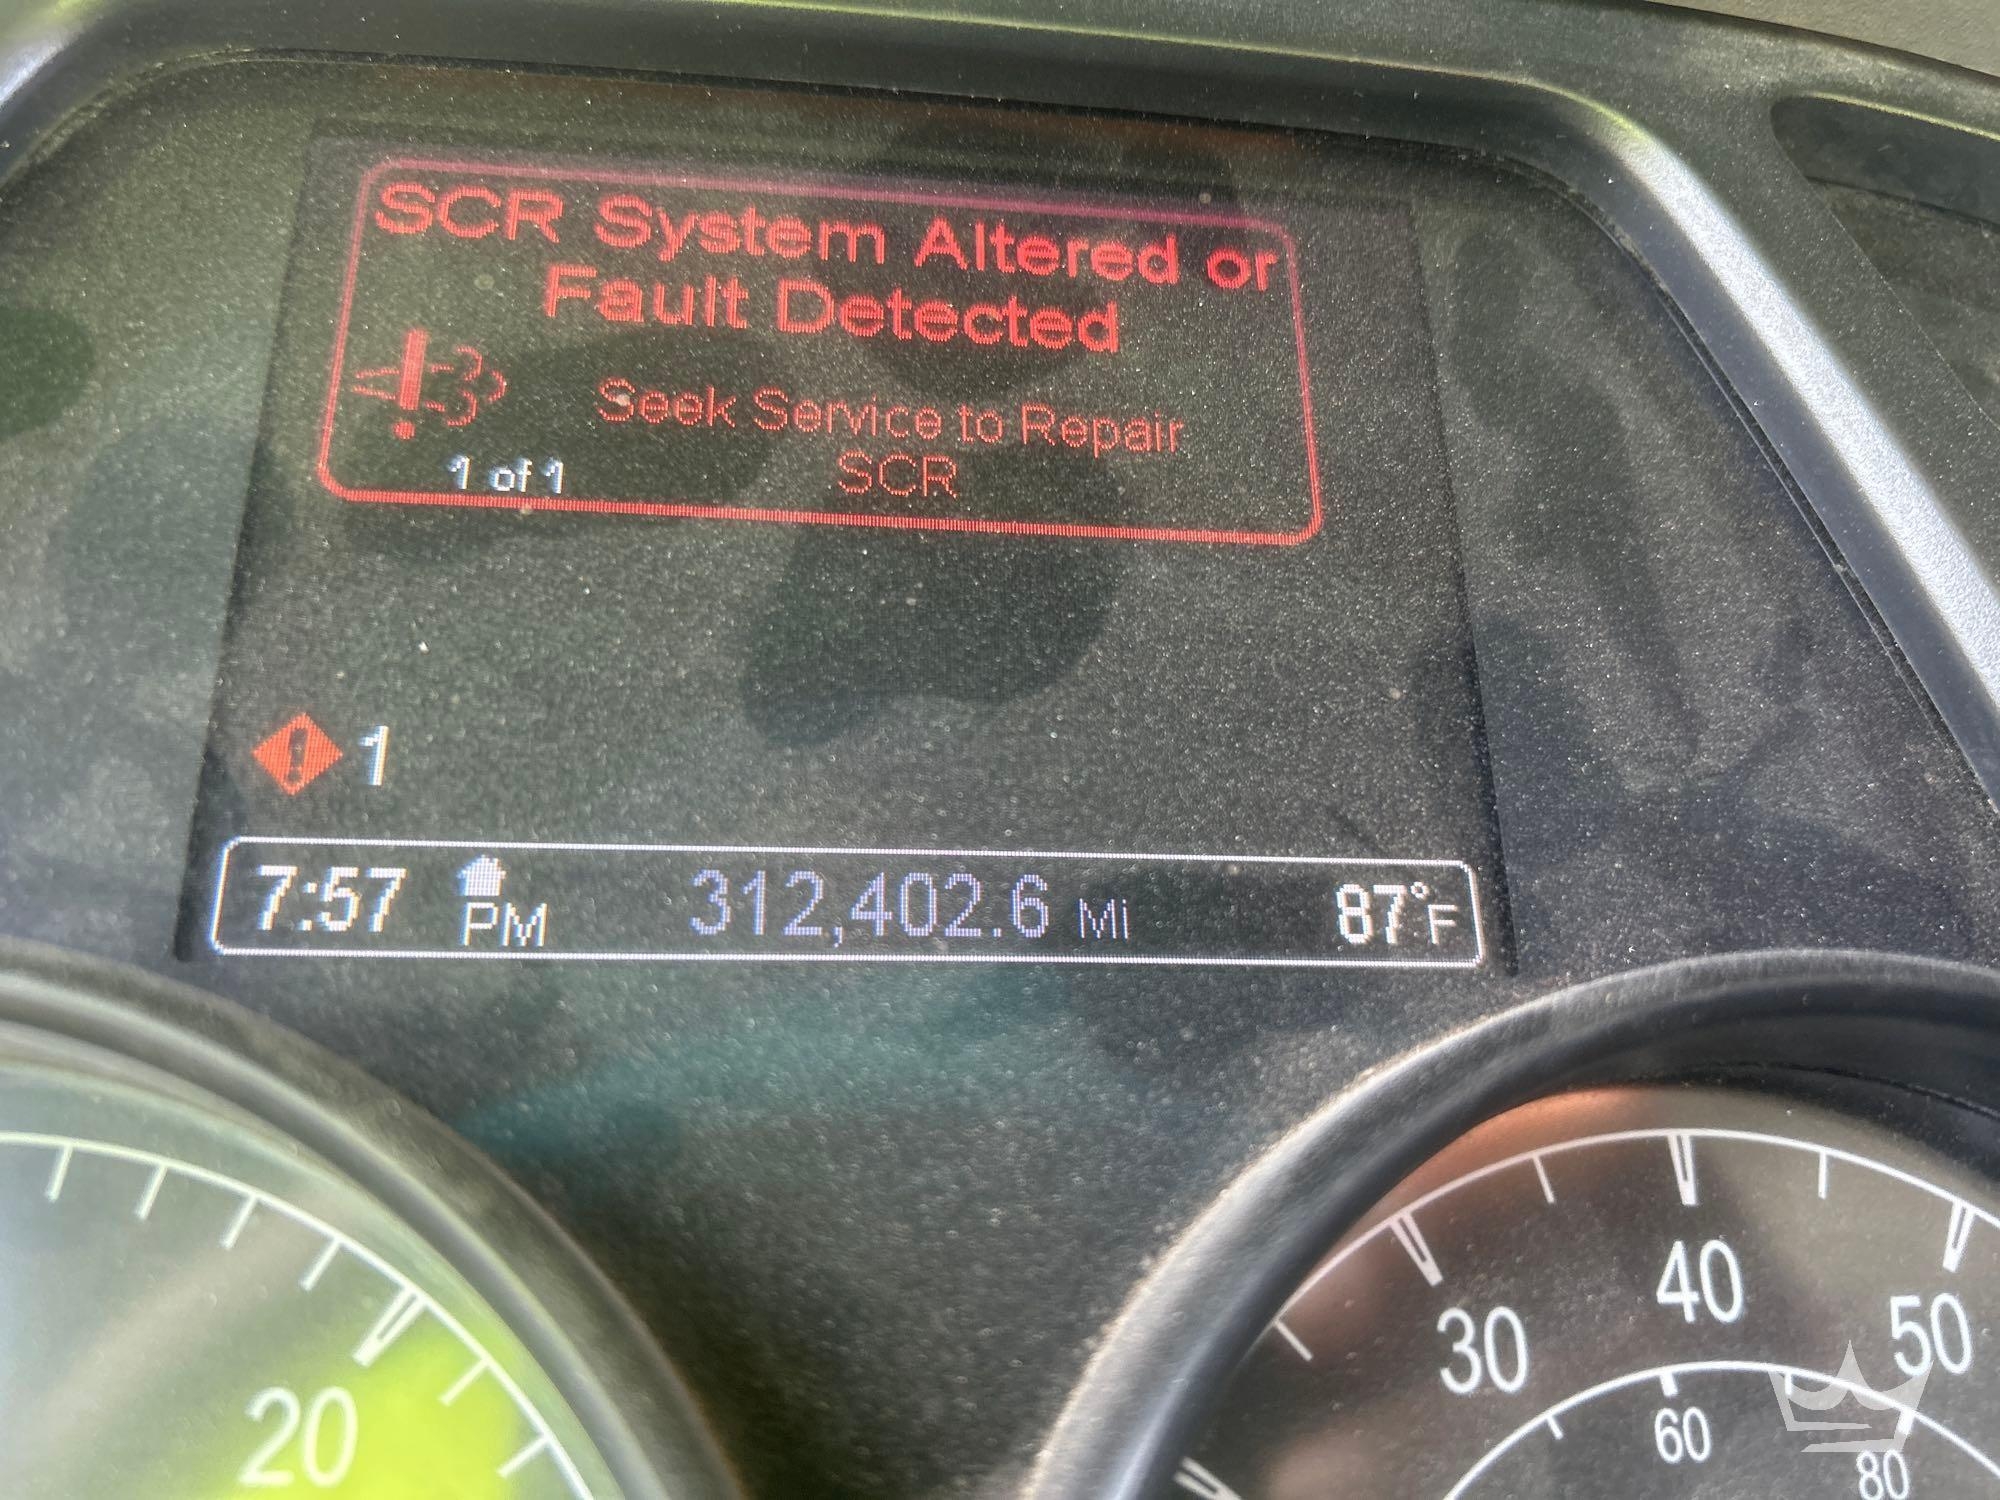 SCR System Altered or
Fault Detected
Seek Service to Repair
SCR
1 of 1
1
7:57 PM 312,402.6 Mi 87°F
20
30 40 50
60 80